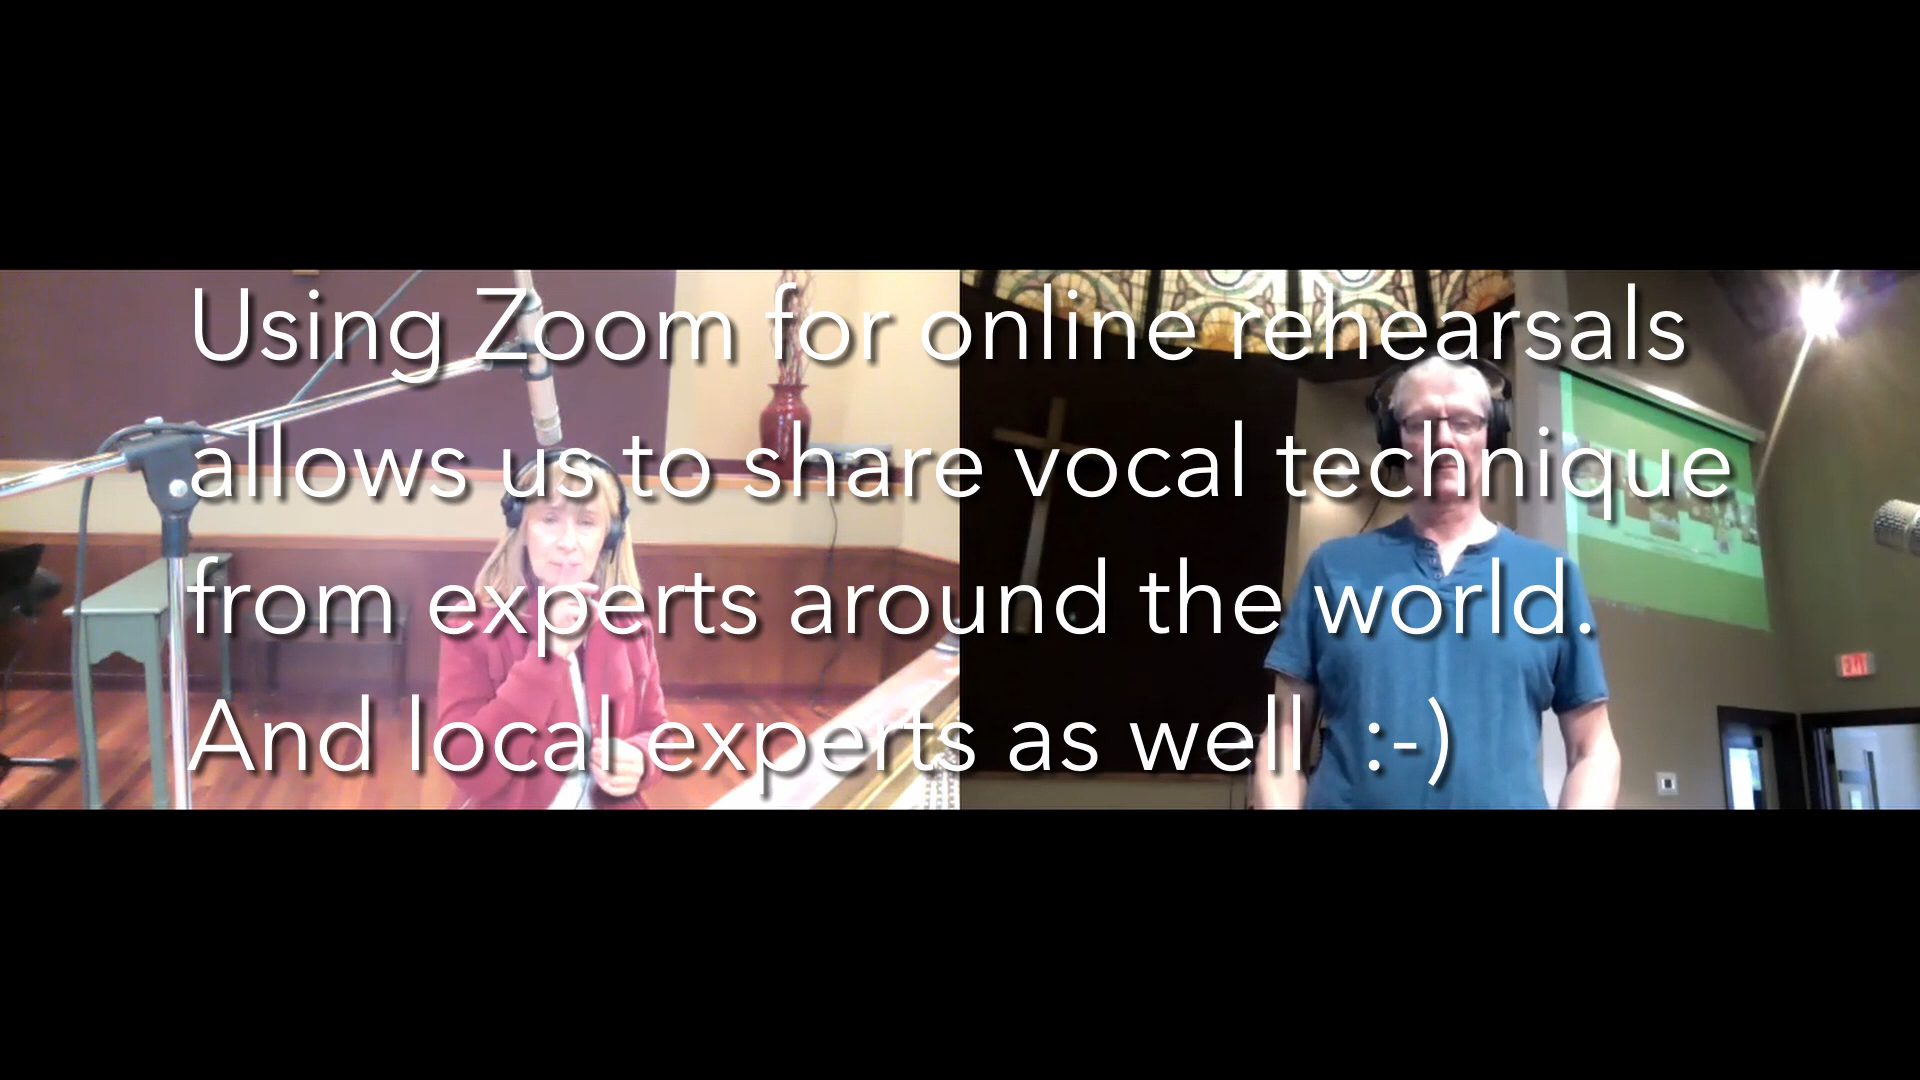 Using Zoom for online rehearsals
allows us to share vocal technique
from experts around the world.
And local experts as well  :-)
EXIT